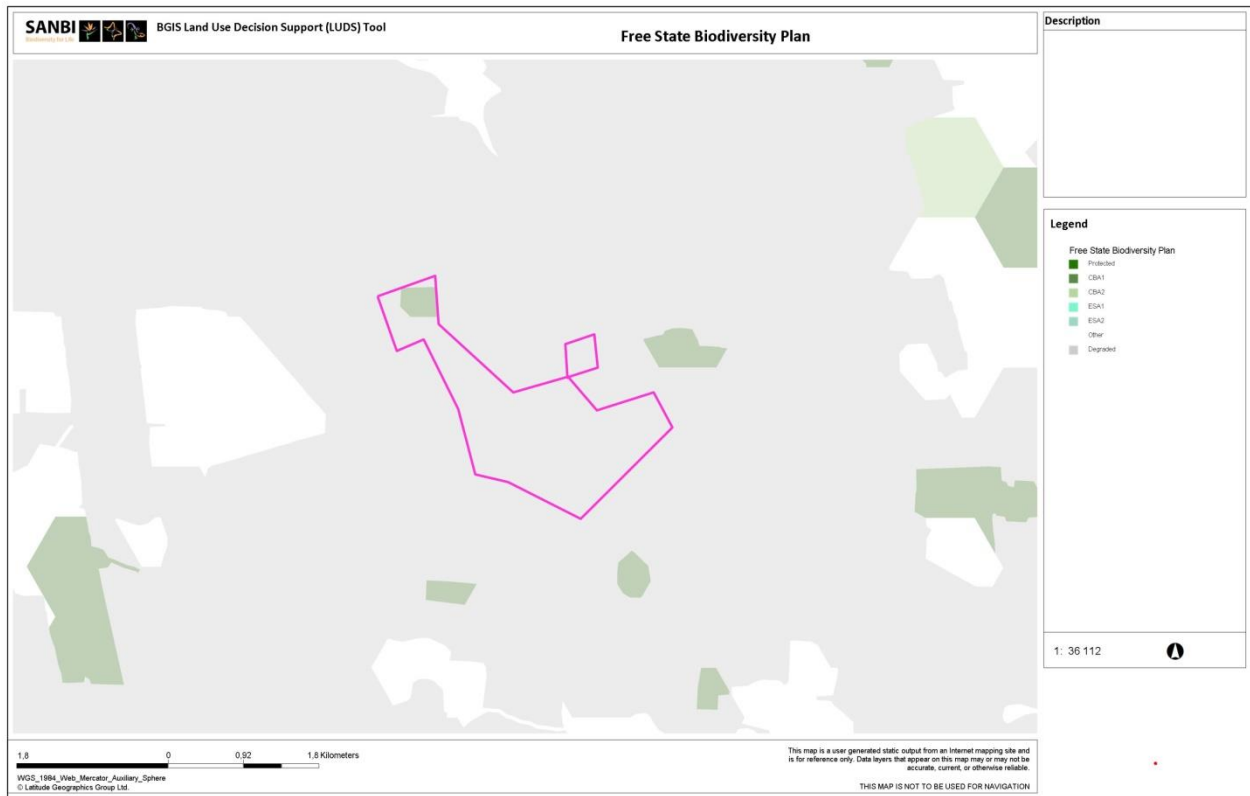 SANBI
Biodiversity for Life
BGIS Land Use Decision Support (LUDS) Tool
Free State Biodiversity Plan
Description
Legend
Free State Biodiversity Plan
Protected
CBA1
CBA2
ESA1
ESA2
Other
Degraded
1: 36 112
1,8 0 0,92 1,8 Kilometers
WGS_1984_Web_Mercator_Auxiliary_Sphere
© Latitude Geographics Group Ltd.
This map is a user generated static output from an Internet mapping site and
is for reference only. Data layers that appear on this map may or may not be
accurate, current, or otherwise reliable.
THIS MAP IS NOT TO BE USED FOR NAVIGATION